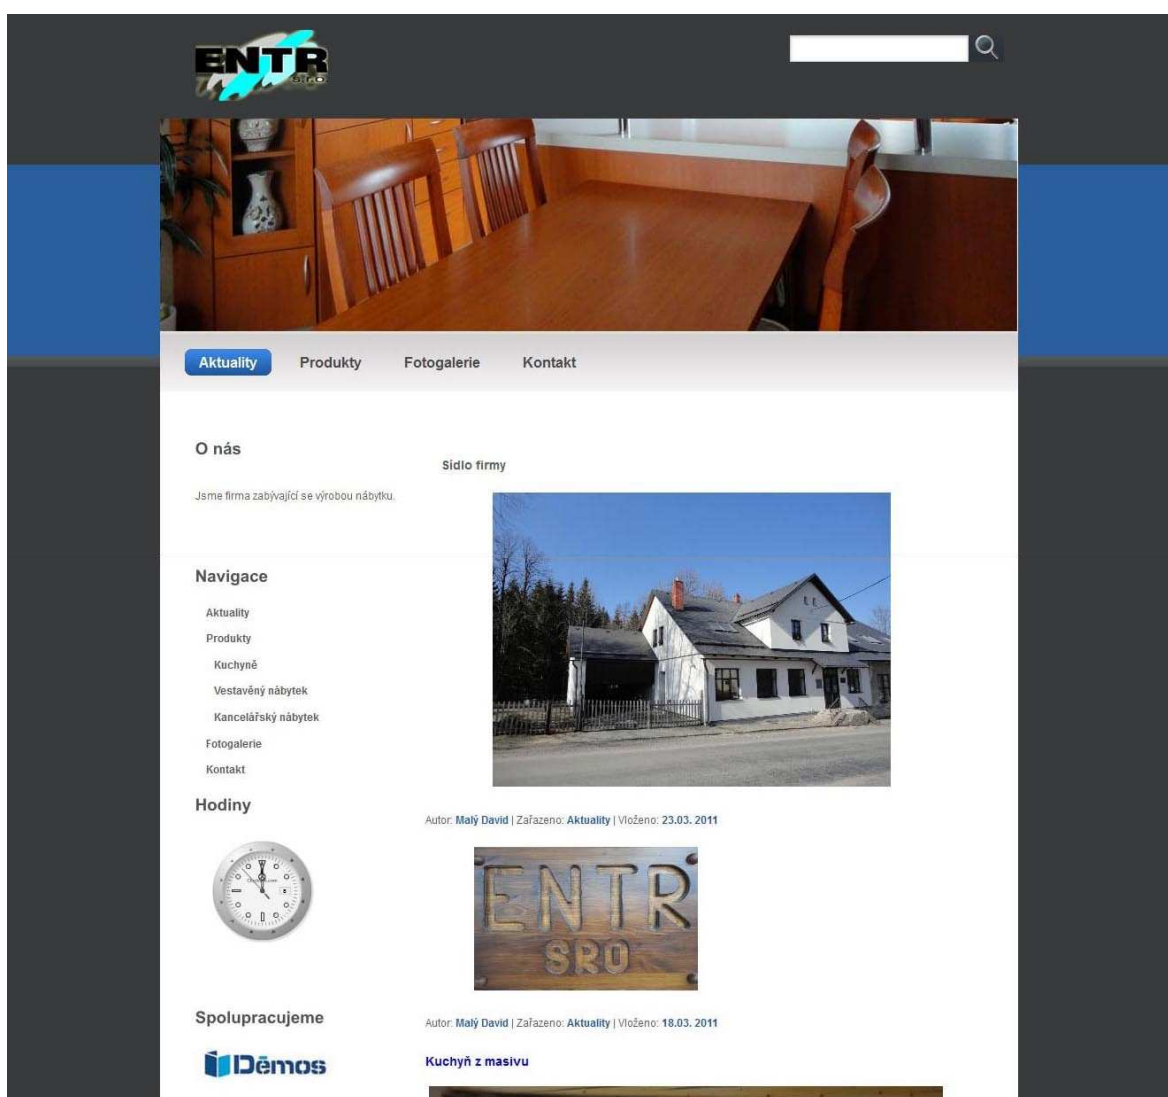 ENTR
s.r.o
Aktuality
Produkty
Fotogalerie
Kontakt
O nás
Jsme firma zabývající se výrobou nábytku.
Navigace
Aktuality
Produkty
Kuchyně
Vestavěný nábytek
Kancelářský nábytek
Fotogalerie
Kontakt
Hodiny
Spolupracujeme
Dēmos
Sídlo firmy
Autor: Malý David | Zařazeno: Aktuality | Vloženo: 23.03. 2011
ENTR
SRO
Autor: Malý David | Zařazeno: Aktuality | Vloženo: 18.03. 2011
Kuchyň z masivu